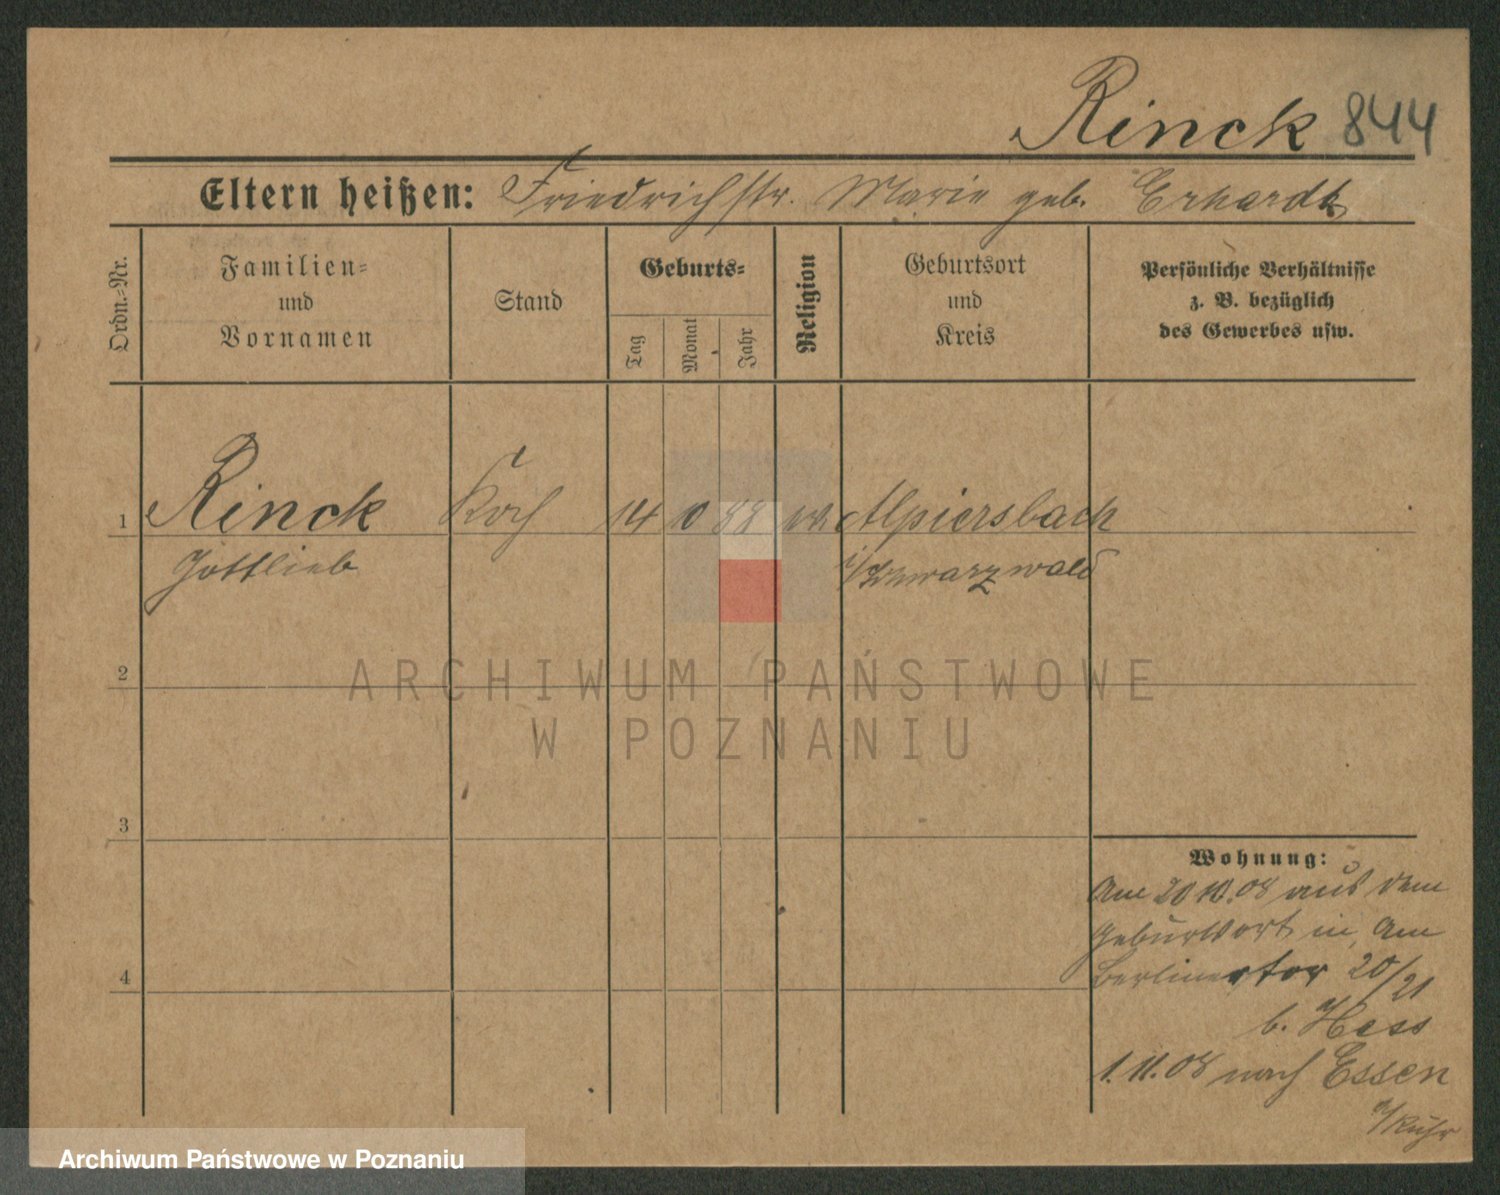 Rinck 844
Eltern heißen: Friedrich str. Marie geb. Erhardt
Ordn.-Nr.
Familien-
und
Vornamen
Stand
Geburts-
Tag
Monat
Jahr
Religion
Geburtsort
und
Kreis
Persönliche Verhältnisse
z. B. bezüglich
des Gewerbes usw.
1 Rinck Koch 14 88 Alpiersbach
Gottlieb i/Schwarzwald
2
3
4
Wohnung:
Am 20 10.08 aus dem
Geburtsort in, Am
Berlinertor 20/21
b. Hess
1.11.08 nach Essen
a/Ruhr
ARCHIWUM PAŃSTWOWE
W POZNANIU
Archiwum Państwowe w Poznaniu